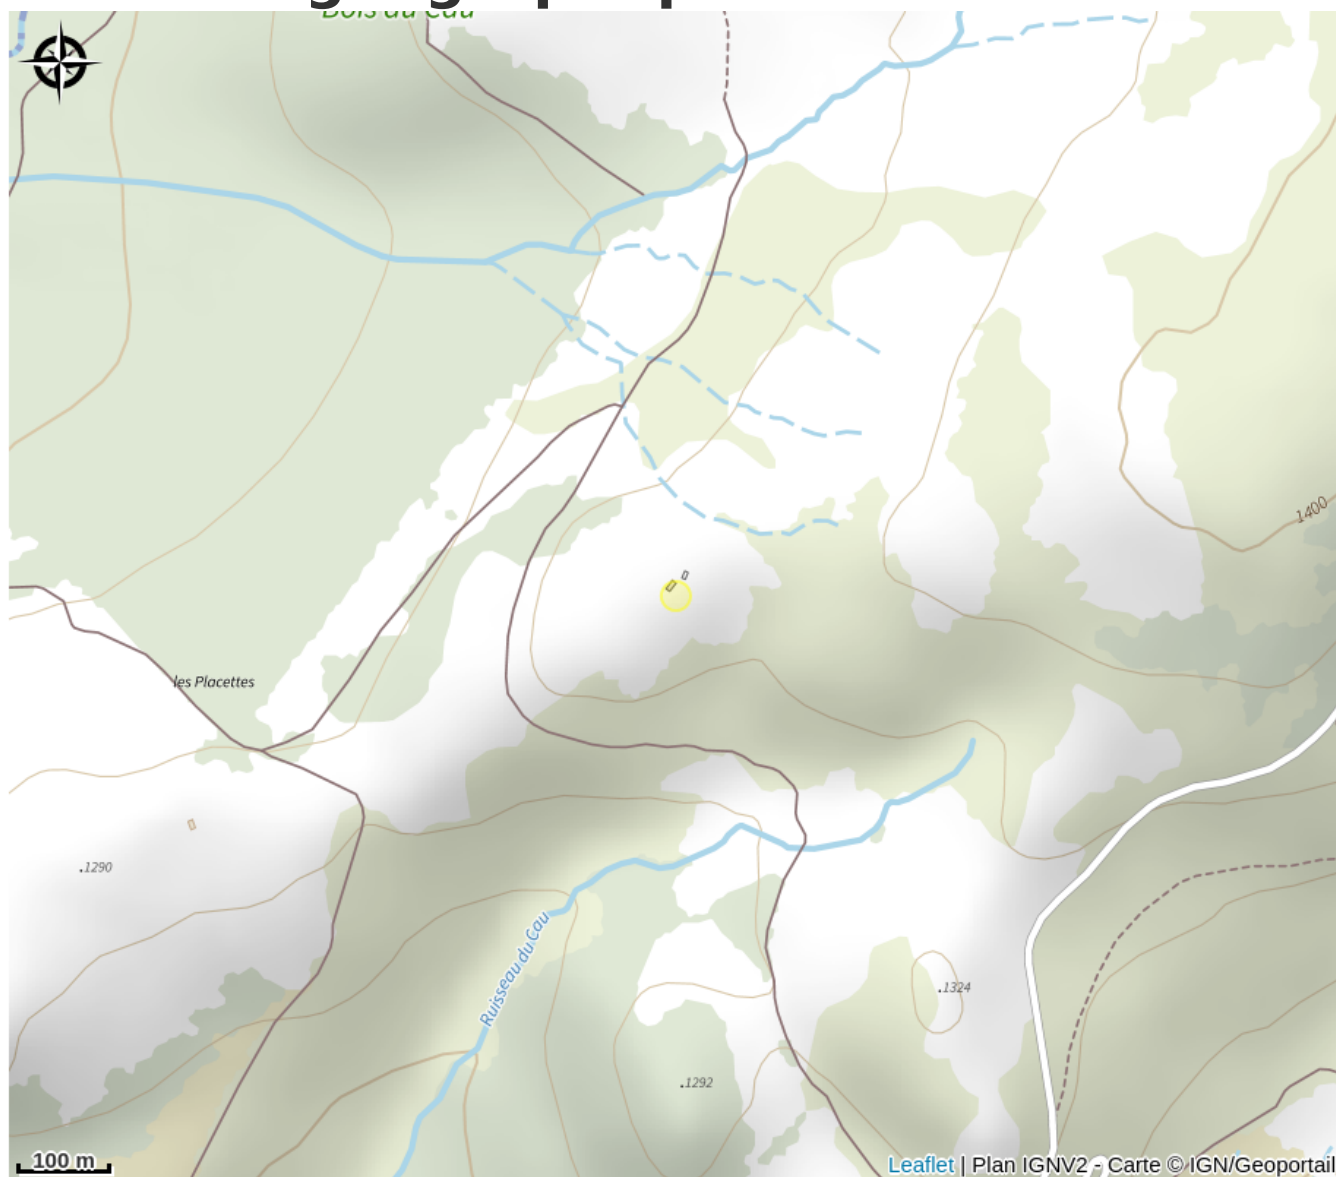 Bois du Cau
1400
les Placettes
.1290
Ruisseau du Cau
.1324
.1292
100 m
Leaflet | Plan IGNV2 - Carte © IGN/Geoportail